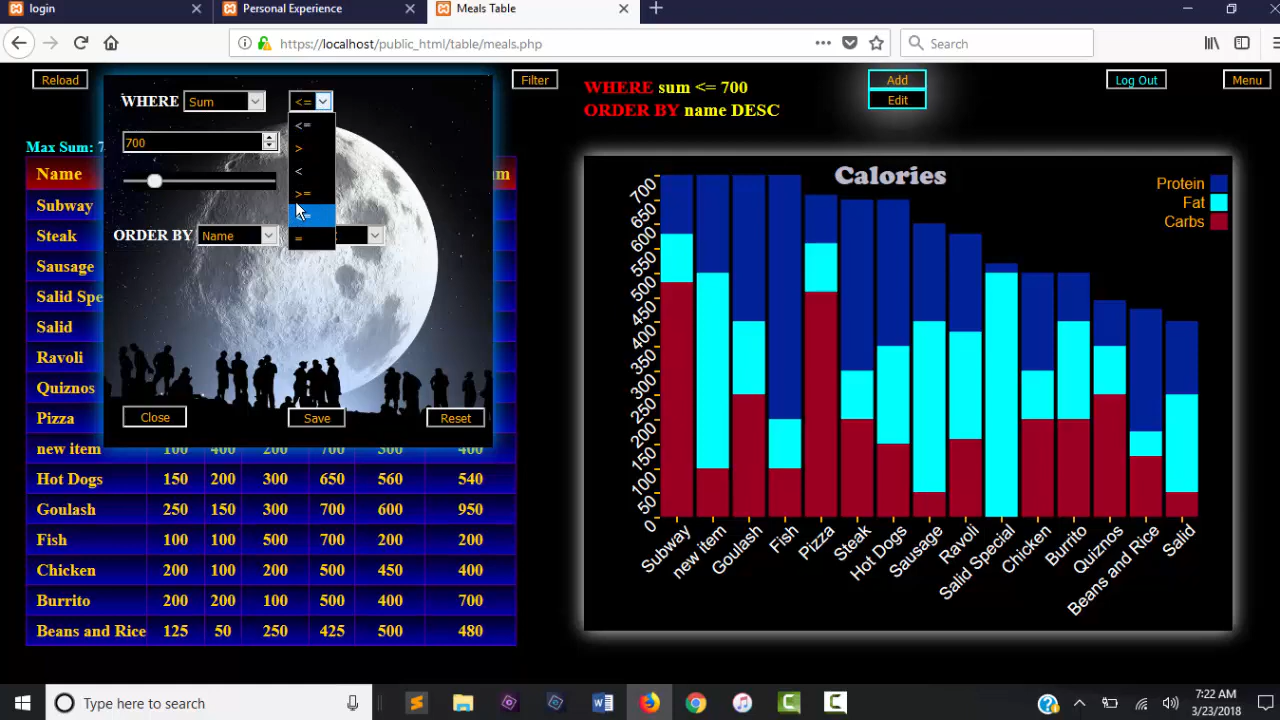 login
Personal Experience
Meals Table
https://localhost/public_html/table/meals.php
Search
Reload
WHERE Sum <=
<=
>
<
>=
<=
=
700
ORDER BY Name
Close Save Reset
Filter
WHERE sum <= 700
ORDER BY name DESC
Add
Edit
Log Out
Menu
Max Sum: 7
Name
Subway
Steak
Sausage
Salid Spe
Salid
Ravoli
Quiznos
Pizza
new item 100 400 200 700 300 400
Hot Dogs 150 200 300 650 560 540
Goulash 250 150 300 700 600 950
Fish 100 100 500 700 200 200
Chicken 200 100 200 500 450 400
Burrito 200 200 100 500 400 700
Beans and Rice 125 50 250 425 500 480
Calories
Protein
Fat
Carbs
700
650
600
550
500
450
400
350
300
250
200
150
100
50
0
Subway
new item
Goulash
Fish
Pizza
Steak
Hot Dogs
Sausage
Ravoli
Salid Special
Chicken
Burrito
Quiznos
Beans and Rice
Salid
Type here to search
7:22 AM
3/23/2018